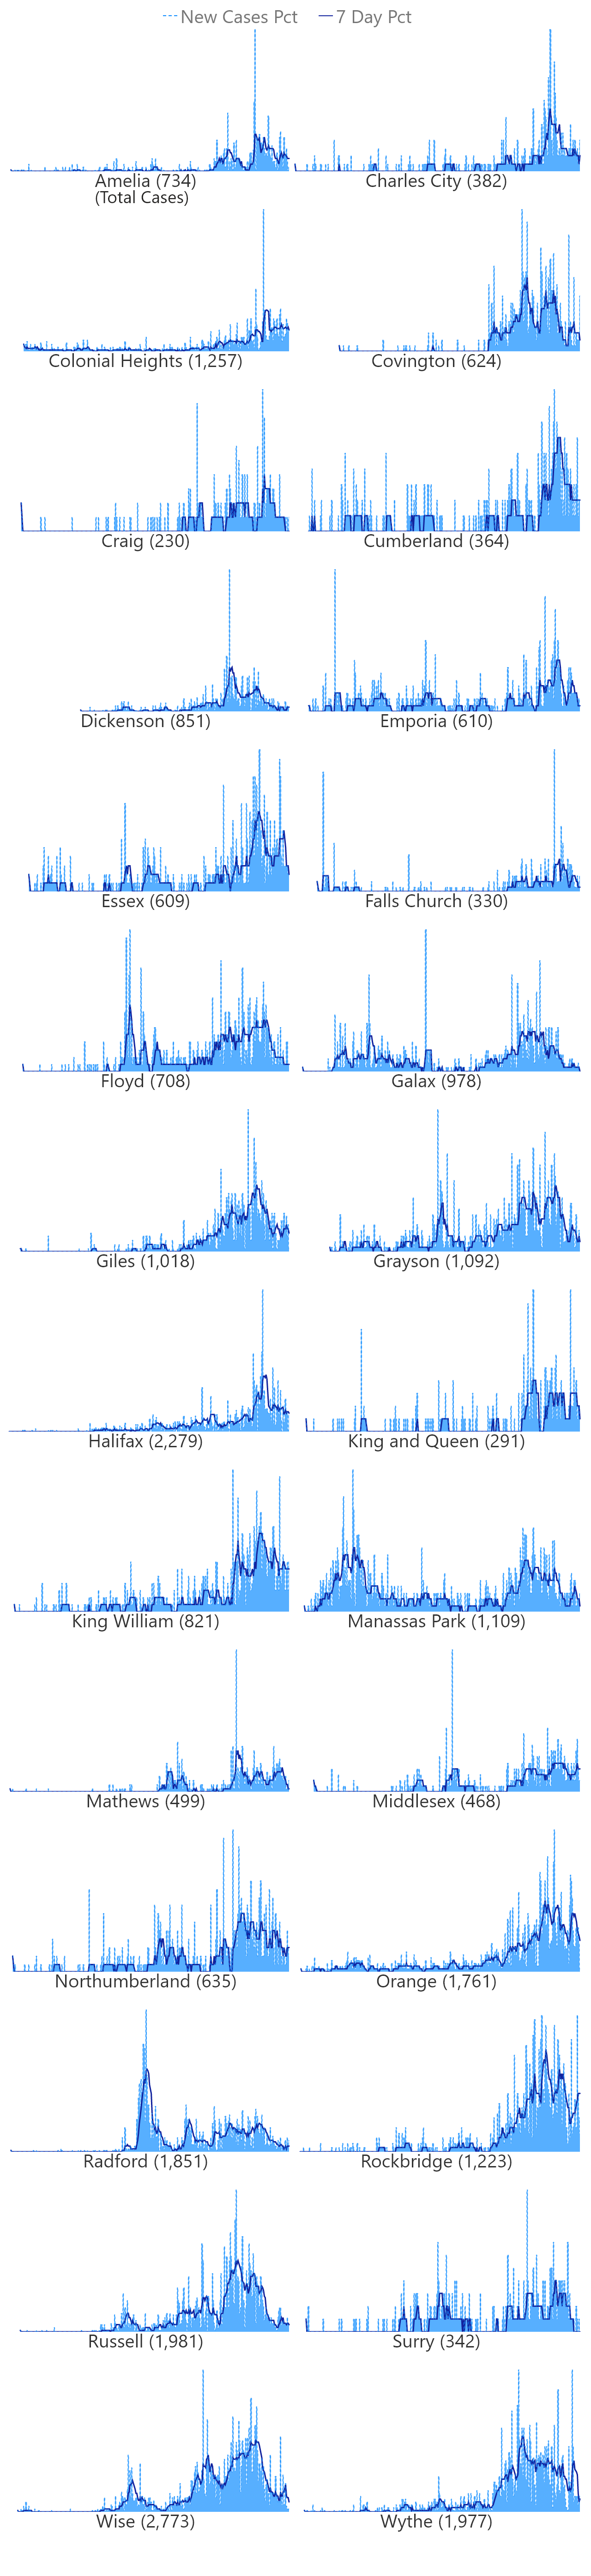 New Cases Pct 7 Day Pct
Amelia (734) Charles City (382)
(Total Cases)
Colonial Heights (1,257) Covington (624)
Craig (230) Cumberland (364)
Dickenson (851) Emporia (610)
Essex (609) Falls Church (330)
Floyd (708) Galax (978)
Giles (1,018) Grayson (1,092)
Halifax (2,279) King and Queen (291)
King William (821) Manassas Park (1,109)
Mathews (499) Middlesex (468)
Northumberland (635) Orange (1,761)
Radford (1,851) Rockbridge (1,223)
Russell (1,981) Surry (342)
Wise (2,773) Wythe (1,977)